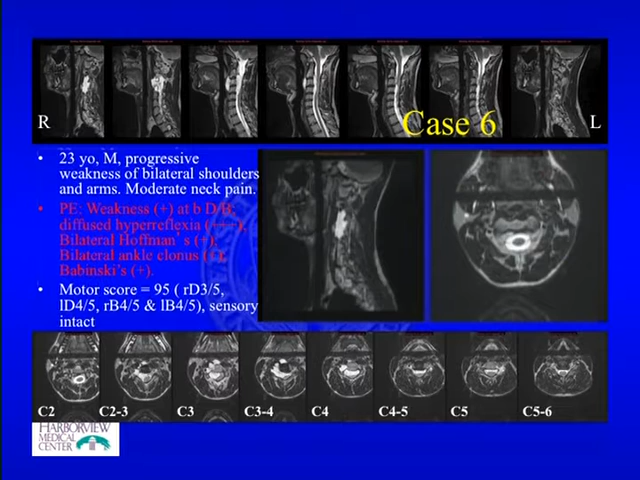 R
Case 6
L
• 23 yo, M, progressive
weakness of bilateral shoulders
and arms. Moderate neck pain.
• PE: Weakness (+) at b D/B;
diffused hyperreflexia (+++);
Bilateral Hoffman's (+);
Bilateral ankle clonus (+);
Babinski's (+).
• Motor score = 95 ( rD3/5,
lD4/5, rB4/5 & lB4/5), sensory
intact
C2 C2-3 C3 C3-4 C4 C4-5 C5 C5-6
HARBORVIEW
MEDICAL
CENTER